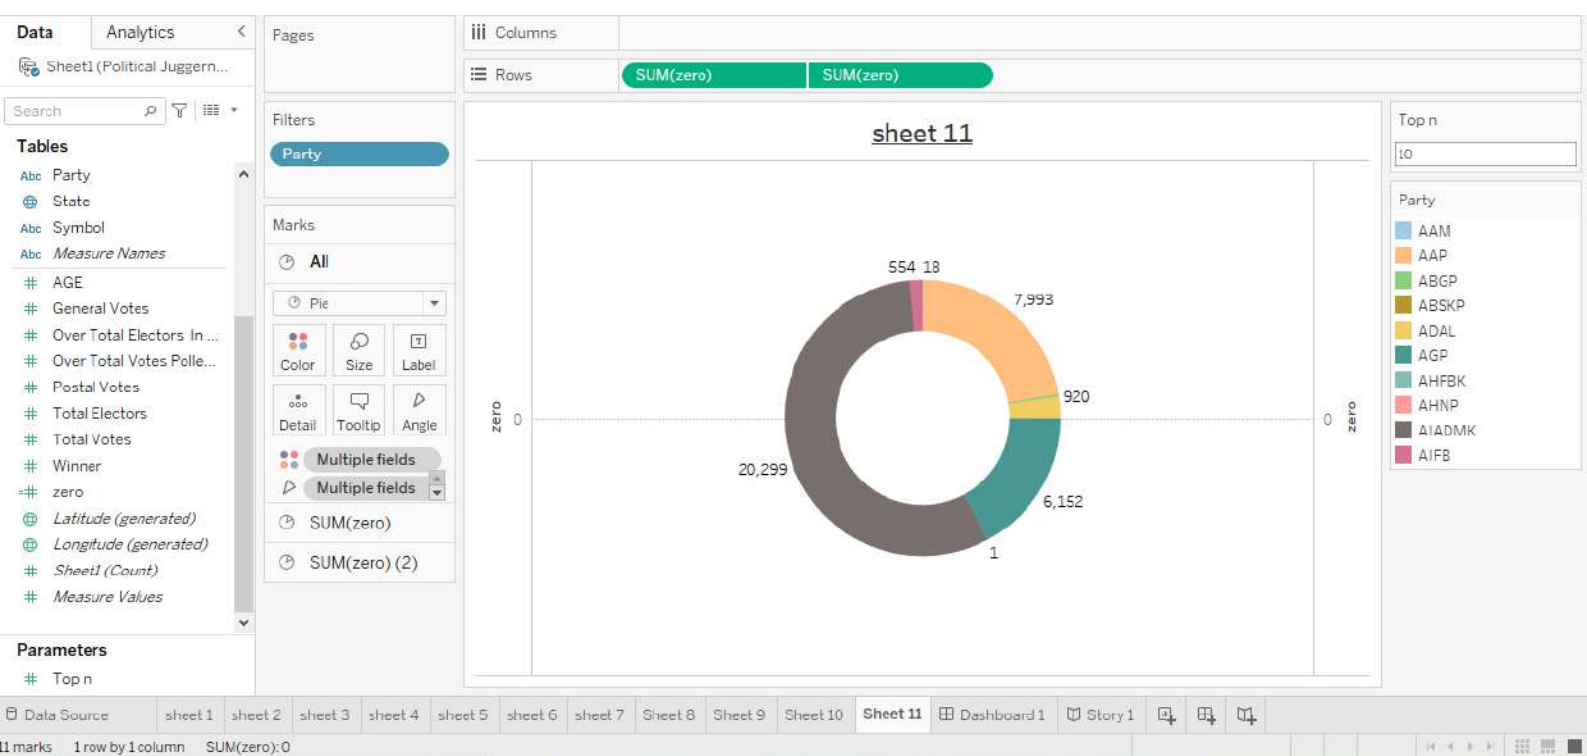 Data Analytics
Sheet1 (Political Juggern...
Search
Tables
Abc Party
State
Abc Symbol
Abc Measure Names
# AGE
# General Votes
# Over Total Electors In ...
# Over Total Votes Polle...
# Postal Votes
# Total Electors
# Total Votes
# Winner
=# zero
Latitude (generated)
Longitude (generated)
# Sheet1 (Count)
# Measure Values
Parameters
# Top n
Pages
Filters
Party
Marks
All
Pie
Color Size Label
Detail Tooltip Angle
Multiple fields
Multiple fields
SUM(zero)
SUM(zero) (2)
Columns
Rows SUM(zero) SUM(zero)
sheet 11
554 18
7,993
920
zero 0
0 zero
20,299
6,152
1
Top n
10
Party
AAM
AAP
ABGP
ABSKP
ADAL
AGP
AHFBK
AHNP
AIADMK
AIFB
Data Source sheet 1 sheet 2 sheet 3 sheet 4 sheet 5 sheet 6 sheet 7 Sheet 8 Sheet 9 Sheet 10 Sheet 11 Dashboard 1 Story 1
11 marks 1 row by 1 column SUM(zero): 0